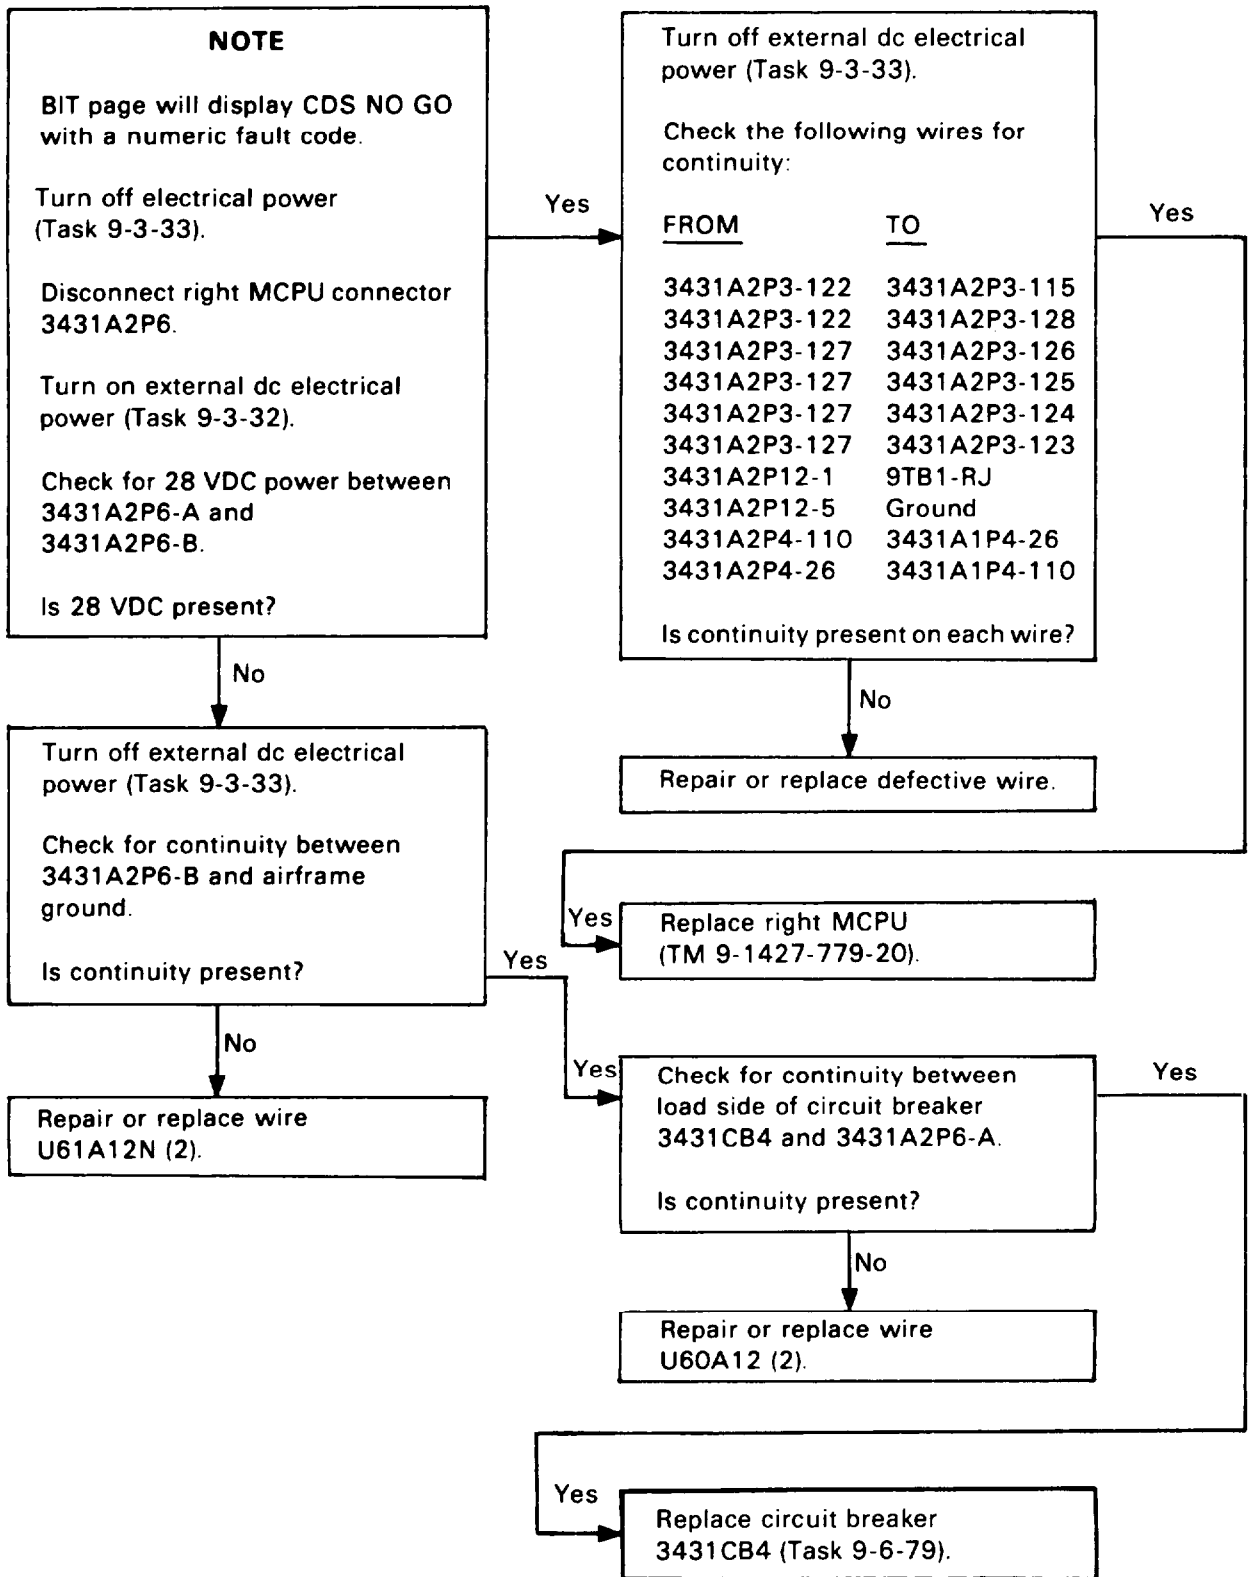 NOTE
BIT page will display CDS NO GO
with a numeric fault code.
Turn off electrical power
(Task 9-3-33).
Disconnect right MCPU connector
3431A2P6.
Turn on external dc electrical
power (Task 9-3-32).
Check for 28 VDC power between
3431A2P6-A and
3431A2P6-B.
Is 28 VDC present?
Yes
No
Turn off external dc electrical
power (Task 9-3-33).
Check the following wires for
continuity:
FROM TO
3431A2P3-122 3431A2P3-115
3431A2P3-122 3431A2P3-128
3431A2P3-127 3431A2P3-126
3431A2P3-127 3431A2P3-125
3431A2P3-127 3431A2P3-124
3431A2P3-127 3431A2P3-123
3431A2P12-1 9TB1-RJ
3431A2P12-5 Ground
3431A2P4-110 3431A1P4-26
3431A2P4-26 3431A1P4-110
Is continuity present on each wire?
Yes
No
Repair or replace defective wire.
Yes
Replace right MCPU
(TM 9-1427-779-20).
Turn off external dc electrical
power (Task 9-3-33).
Check for continuity between
3431A2P6-B and airframe
ground.
Is continuity present?
Yes
No
Repair or replace wire
U61A12N (2).
Yes
Check for continuity between
load side of circuit breaker
3431CB4 and 3431A2P6-A.
Is continuity present?
Yes
No
Repair or replace wire
U60A12 (2).
Yes
Replace circuit breaker
3431CB4 (Task 9-6-79).